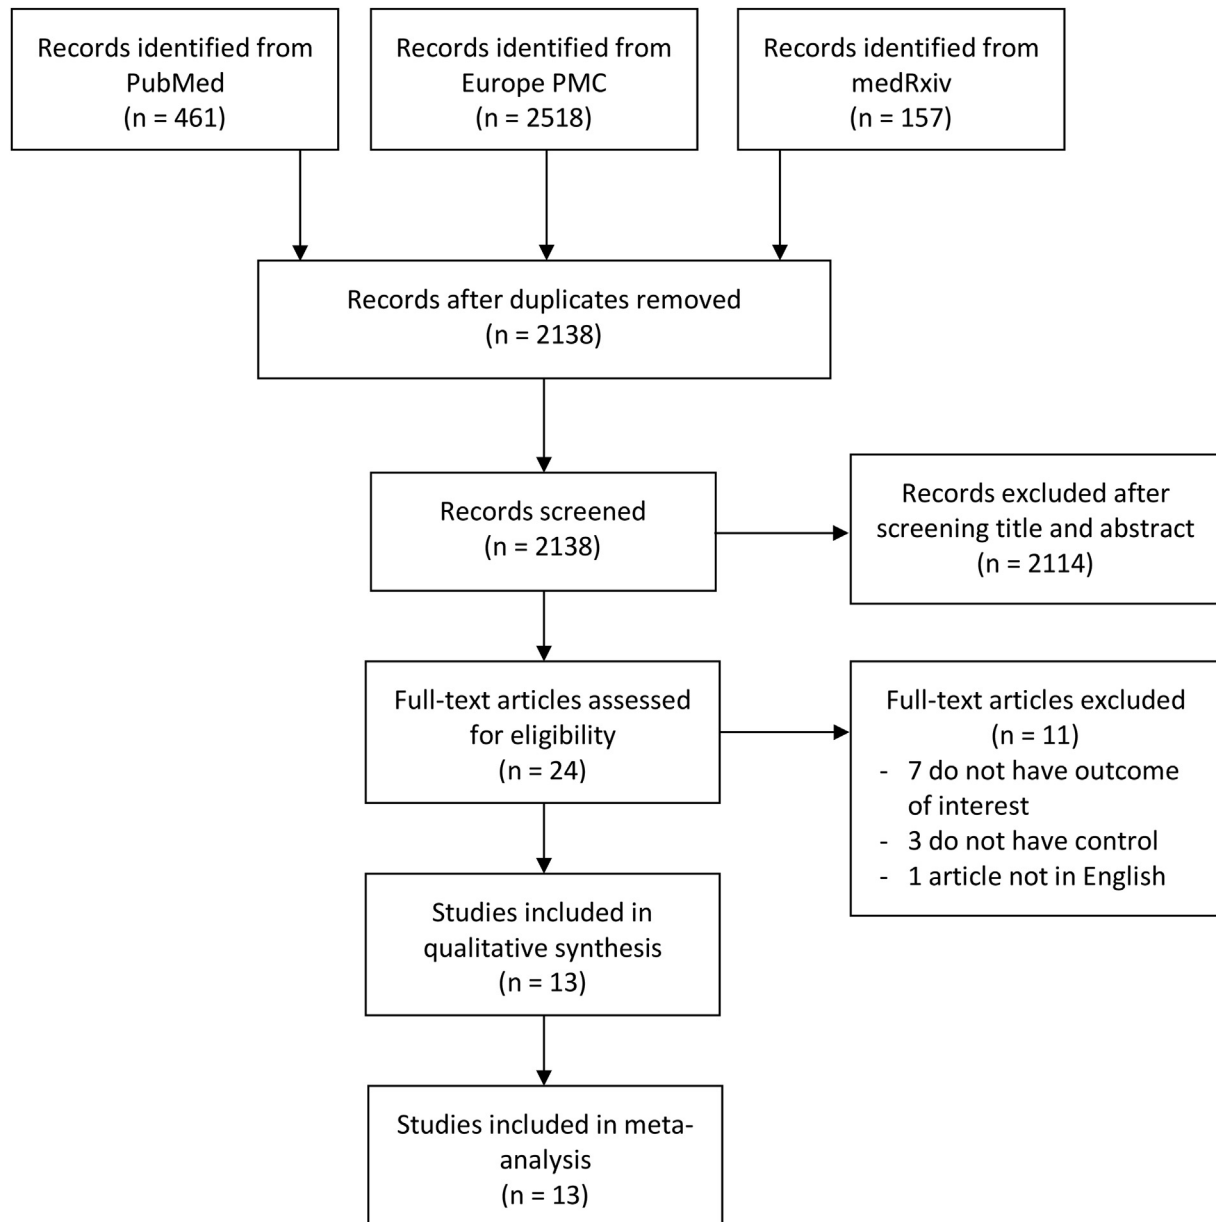 Records identified from
PubMed
(n = 461)
Records identified from
Europe PMC
(n = 2518)
Records identified from
medRxiv
(n = 157)
Records after duplicates removed
(n = 2138)
Records screened
(n = 2138)
Records excluded after
screening title and abstract
(n = 2114)
Full-text articles assessed
for eligibility
(n = 24)
Full-text articles excluded
(n = 11)
- 7 do not have outcome
of interest
- 3 do not have control
- 1 article not in English
Studies included in
qualitative synthesis
(n = 13)
Studies included in meta-
analysis
(n = 13)